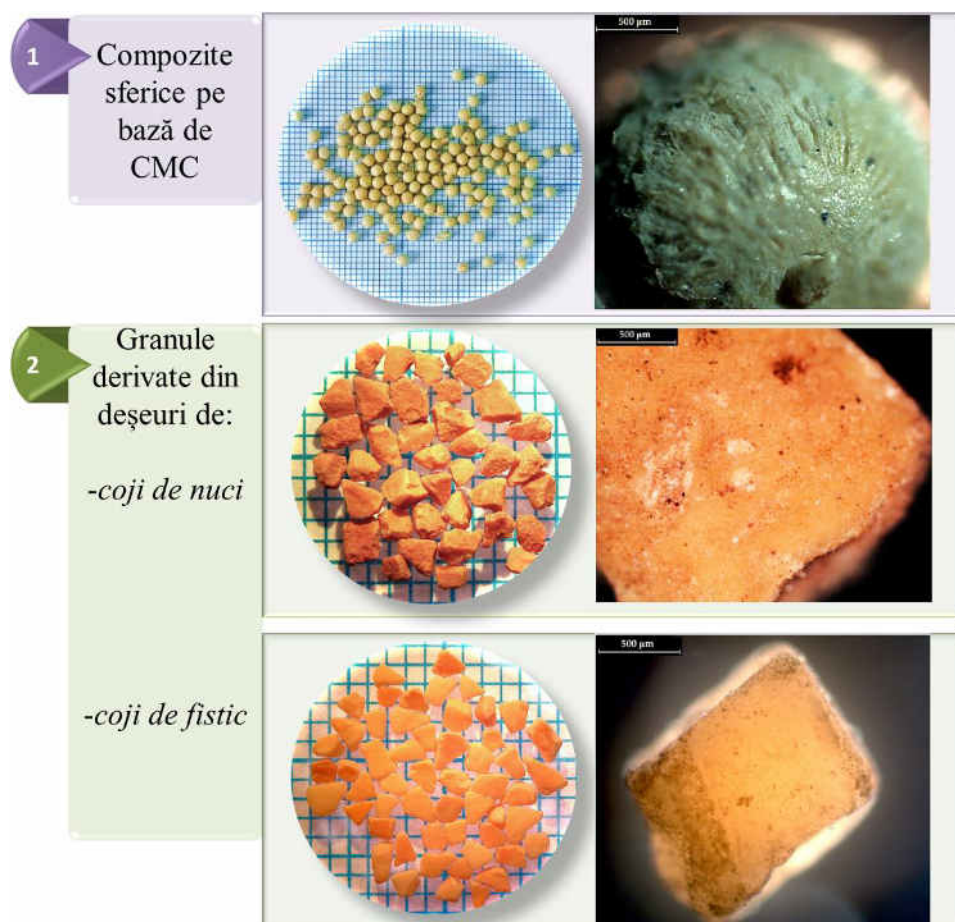 1
Compozite
sferice pe
bază de
CMC
500 µm
2
Granule
derivate din
deșeuri de:
-coji de nuci
500 µm
-coji de fistic
500 µm